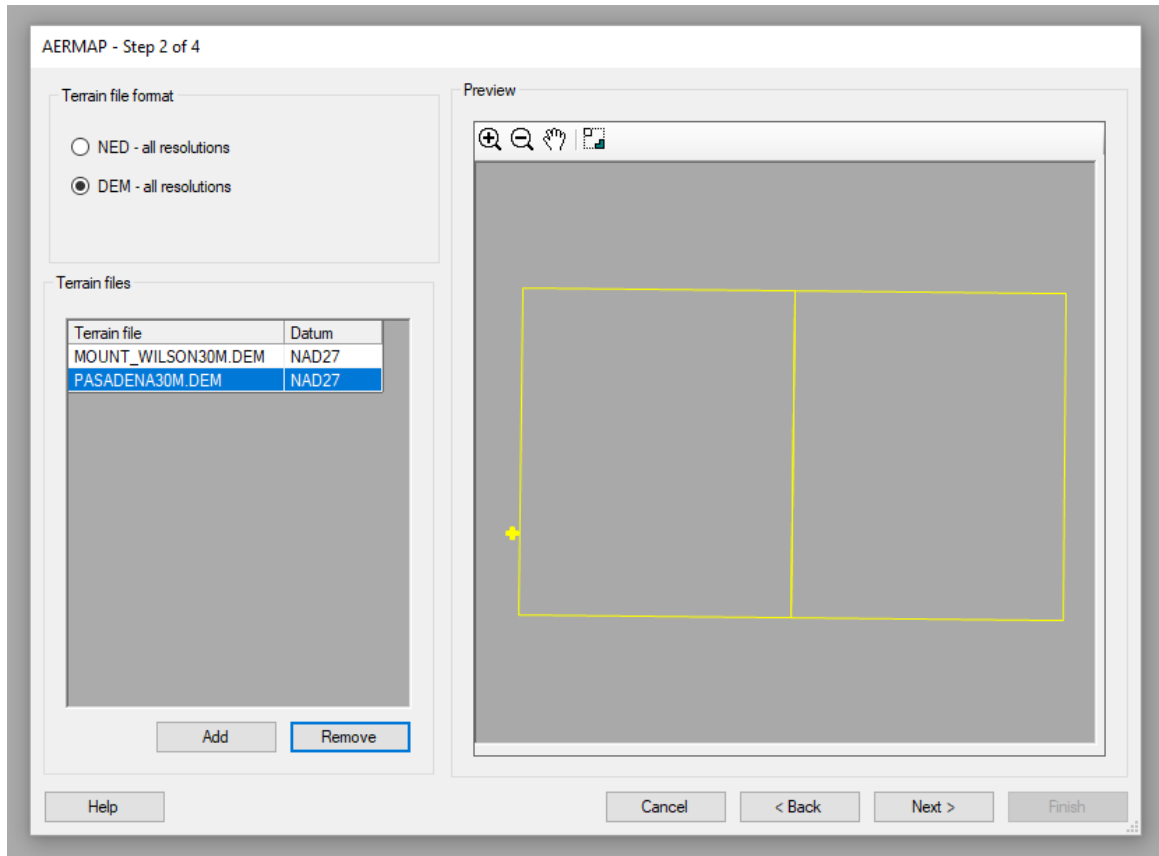 AERMAP - Step 2 of 4
Terrain file format
NED - all resolutions
DEM - all resolutions
Terrain files
Terrain file Datum
MOUNT_WILSON30M.DEM NAD27
PASADENA30M.DEM NAD27
Add Remove
Preview
Help Cancel < Back Next > Finish